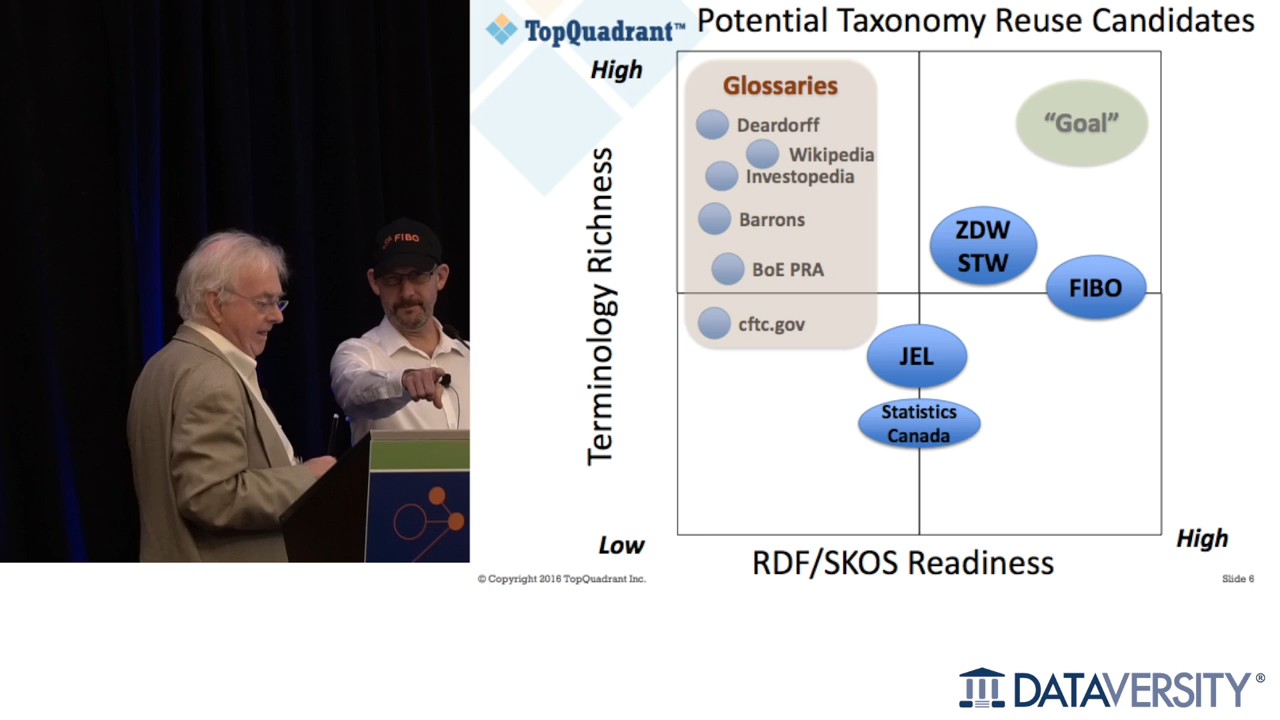 TopQuadrant™
Potential Taxonomy Reuse Candidates
High
Glossaries
Deardorff
Wikipedia
Investopedia
Barrons
BoE PRA
cftc.gov
"Goal"
ZDW
STW
FIBO
JEL
Statistics
Canada
Terminology Richness
Low
High
RDF/SKOS Readiness
© Copyright 2016 TopQuadrant Inc.
Slide 6
FIBO
DATAVERSITY®